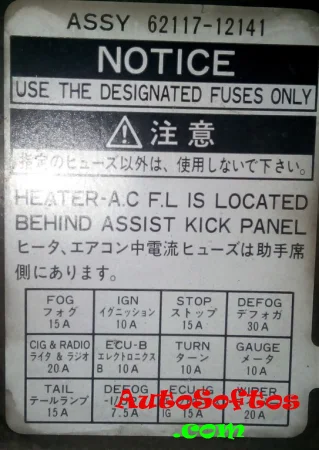 ASSY 62117-12141
NOTICE
USE THE DESIGNATED FUSES ONLY
注意
指定のヒューズ以外は、使用しないで下さい。
HEATER-A.C F.L IS LOCATED
BEHIND ASSIST KICK PANEL
ヒータ、エアコン中電流ヒューズは助手席
側にあります。
FOG
フォグ
15A
IGN
イグニッション
10A
STOP
ストップ
15A
DEFOG
デフォガ
30A
CIG & RADIO
ライタ & ラジオ
20A
ECU-B
エレクトロニクス
B 10A
TURN
ターン
10A
GAUGE
メータ
10A
TAIL
テールランプ
15A
DEFOG
7.5A
ECU-IG
IG 15A
WIPER
20A
AutoSoftos
.com